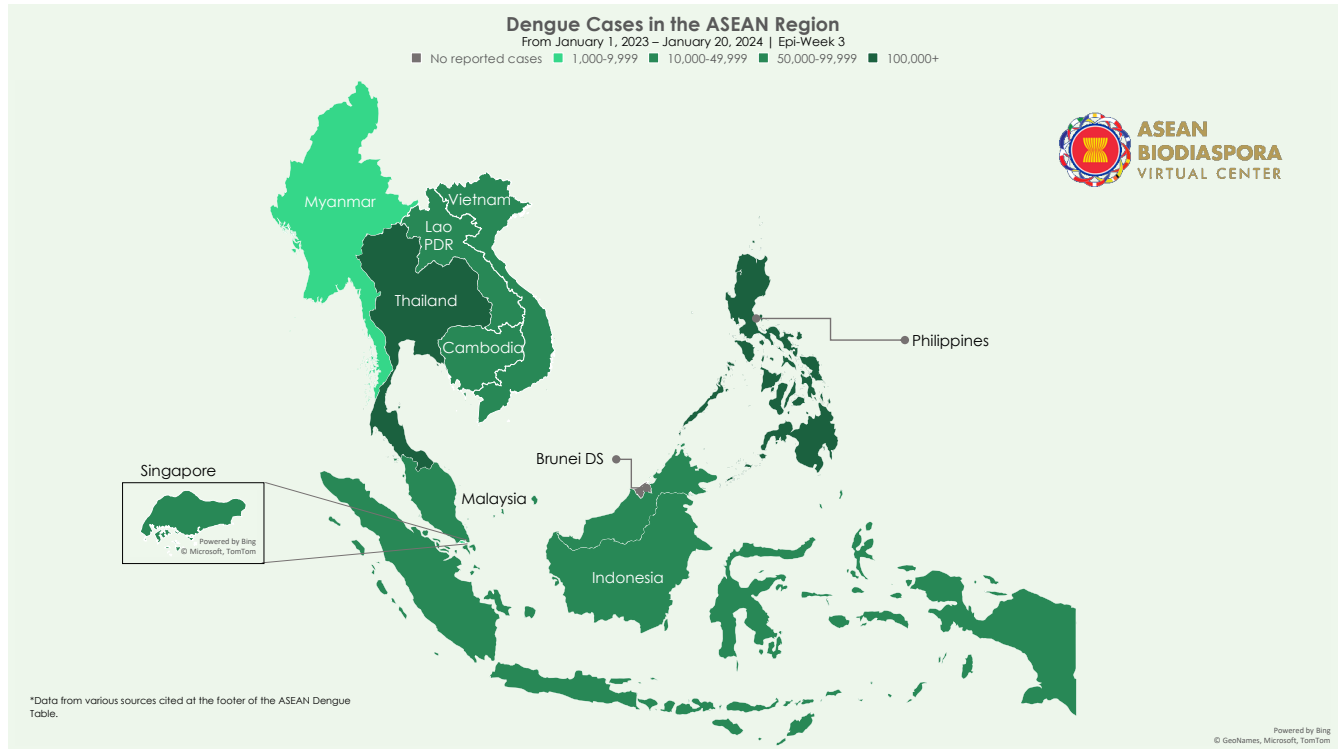 Dengue Cases in the ASEAN Region
From January 1, 2023 – January 20, 2024 | Epi-Week 3
No reported cases 1,000-9,999 10,000-49,999 50,000-99,999 100,000+
ASEAN
BIODIASPORA
VIRTUAL CENTER
Myanmar
Vietnam
Lao
PDR
Thailand
Cambodia
Philippines
Brunei DS
Singapore
Malaysia
Powered by Bing
© Microsoft, TomTom
Indonesia
*Data from various sources cited at the footer of the ASEAN Dengue
Table.
Powered by Bing
© GeoNames, Microsoft, TomTom